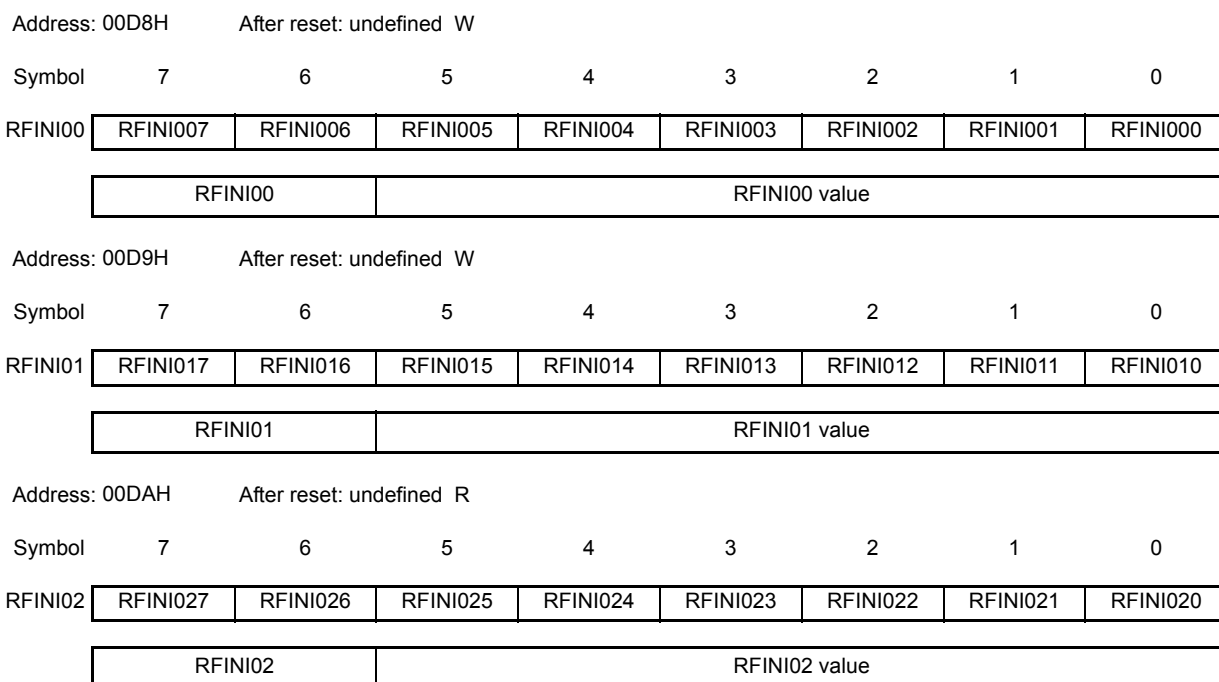 Address: 00D8H After reset: undefined W
Symbol 7 6 5 4 3 2 1 0
RFINI00 RFINI007 RFINI006 RFINI005 RFINI004 RFINI003 RFINI002 RFINI001 RFINI000
RFINI00 RFINI00 value
Address: 00D9H After reset: undefined W
Symbol 7 6 5 4 3 2 1 0
RFINI01 RFINI017 RFINI016 RFINI015 RFINI014 RFINI013 RFINI012 RFINI011 RFINI010
RFINI01 RFINI01 value
Address: 00DAH After reset: undefined R
Symbol 7 6 5 4 3 2 1 0
RFINI02 RFINI027 RFINI026 RFINI025 RFINI024 RFINI023 RFINI022 RFINI021 RFINI020
RFINI02 RFINI02 value